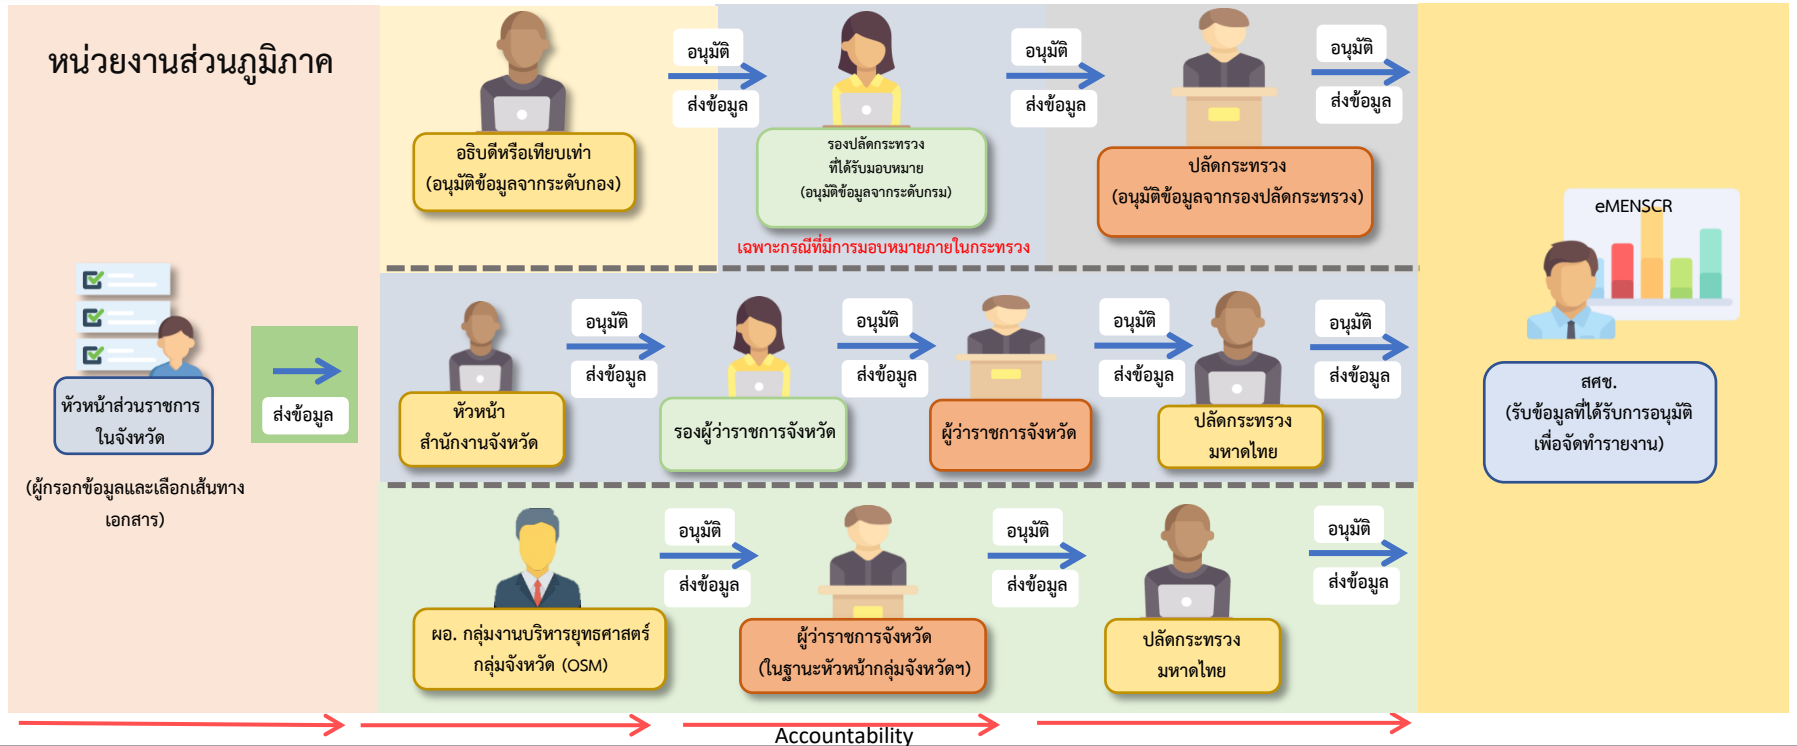 หน่วยงานส่วนภูมิภาค
หัวหน้าส่วนราชการ
ในจังหวัด
(ผู้กรอกข้อมูลและเลือกเส้นทาง
เอกสาร)
ส่งข้อมูล
อธิบดีหรือเทียบเท่า
(อนุมัติข้อมูลจากระดับกอง)
อนุมัติ
ส่งข้อมูล
รองปลัดกระทรวง
ที่ได้รับมอบหมาย
(อนุมัติข้อมูลจากระดับกรม)
เฉพาะกรณีที่มีการมอบหมายภายในกระทรวง
อนุมัติ
ส่งข้อมูล
ปลัดกระทรวง
(อนุมัติข้อมูลจากรองปลัดกระทรวง)
อนุมัติ
ส่งข้อมูล
หัวหน้า
สำนักงานจังหวัด
อนุมัติ
ส่งข้อมูล
รองผู้ว่าราชการจังหวัด
อนุมัติ
ส่งข้อมูล
ผู้ว่าราชการจังหวัด
อนุมัติ
ส่งข้อมูล
ปลัดกระทรวง
มหาดไทย
อนุมัติ
ส่งข้อมูล
ผอ. กลุ่มงานบริหารยุทธศาสตร์
กลุ่มจังหวัด (OSM)
อนุมัติ
ส่งข้อมูล
ผู้ว่าราชการจังหวัด
(ในฐานะหัวหน้ากลุ่มจังหวัดฯ)
อนุมัติ
ส่งข้อมูล
ปลัดกระทรวง
มหาดไทย
อนุมัติ
ส่งข้อมูล
eMENSCR
สศช.
(รับข้อมูลที่ได้รับการอนุมัติ
เพื่อจัดทำรายงาน)
Accountability